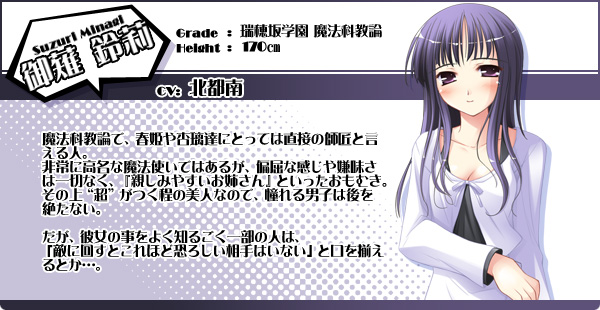 Suzuri Minagi
御薙 鈴莉
Grade : 瑞穂坂学園 魔法科教諭
Height : 170㎝
CV: 北都南
魔法科教諭で、春姫や杏璃達にとっては直接の師匠と言
える人。
非常に高名な魔法使いではあるが、偏屈な感じや嫌味さ
は一切なく、『親しみやすいお姉さん』といったおもむき。
その上“超”がつく程の美人なので、憧れる男子は後を
絶たない。
だが、彼女の事をよく知るごく一部の人は、
「敵に回すとこれほど恐ろしい相手はいない」と口を揃え
るとか…。